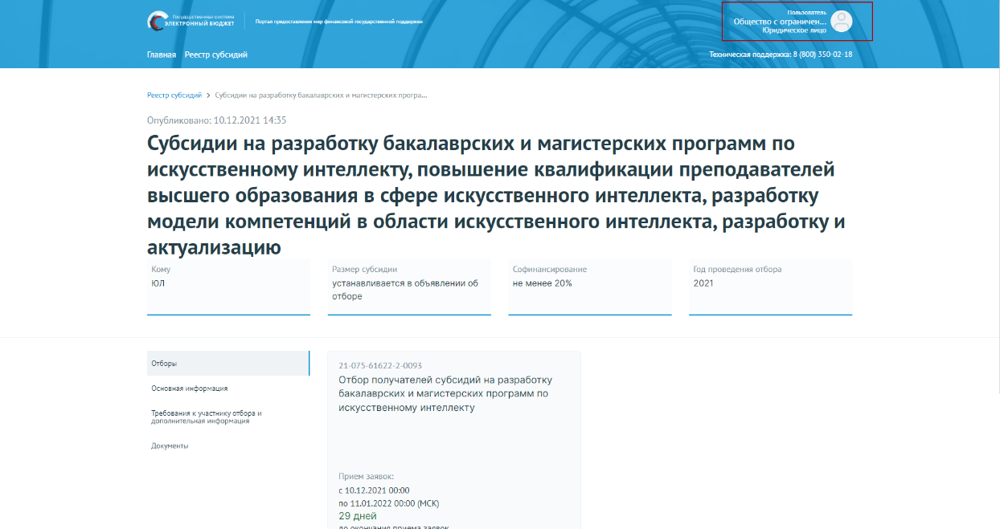 Государственная система
ЭЛЕКТРОННЫЙ БЮДЖЕТ
Портал предоставления мер финансовой государственной поддержки
Пользователь
Общество с ограничен...
Юридическое лицо
Главная Реестр субсидий
Техническая поддержка: 8 (800) 350-02-18
Реестр субсидий > Субсидии на разработку бакалаврских и магистерских програ...
Опубликовано: 10.12.2021 14:35
Субсидии на разработку бакалаврских и магистерских программ по
искусственному интеллекту, повышение квалификации преподавателей
высшего образования в сфере искусственного интеллекта, разработку
модели компетенций в области искусственного интеллекта, разработку и
актуализацию
Кому
ЮЛ
Размер субсидии
устанавливается в объявлении об
отборе
Софинансирование
не менее 20%
Год проведения отбора
2021
Отборы
Основная информация
Требования к участнику отбора и
дополнительная информация
Документы
21-075-61622-2-0093
Отбор получателей субсидий на разработку
бакалаврских и магистерских программ по
искусственному интеллекту
Прием заявок:
с 10.12.2021 00:00
по 11.01.2022 00:00 (МСК)
29 дней
до окончания приема заявок